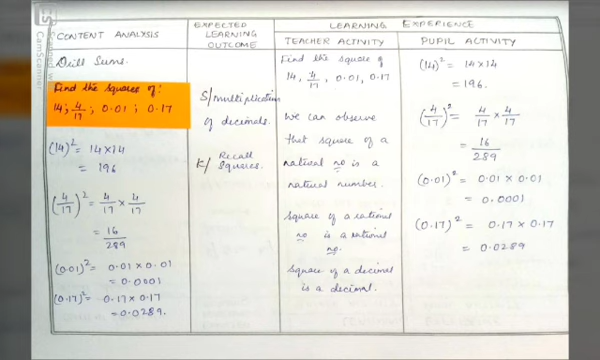 CS CamScanner
CONTENT ANALYSIS
EXPECTED
LEARNING
OUTCOME
LEARNING EXPERIENCE
TEACHER ACTIVITY
PUPIL ACTIVITY
Drill Sums.
Find the squares of:
14; 4/17; 0.01; 0.17
(14)² = 14 × 14
= 196
(4/17)² = 4/17 × 4/17
= 16/289
(0.01)² = 0.01 × 0.01
= 0.0001
(0.17)² = 0.17 × 0.17
= 0.0289.
S/multiplication
of decimals.
K/ Recall
Squares.
Find the square of
14, 4/17, 0.01, 0.17
We can observe
that square of a
natural no is a
natural number.
Square of a rational
no is a rational
no.
Square of a decimal
is a decimal.
(14)² = 14 × 14
= 196.
(4/17)² = 4/17 × 4/17
= 16/289
(0.01)² = 0.01 × 0.01
= 0.0001
(0.17)² = 0.17 × 0.17
= 0.0289